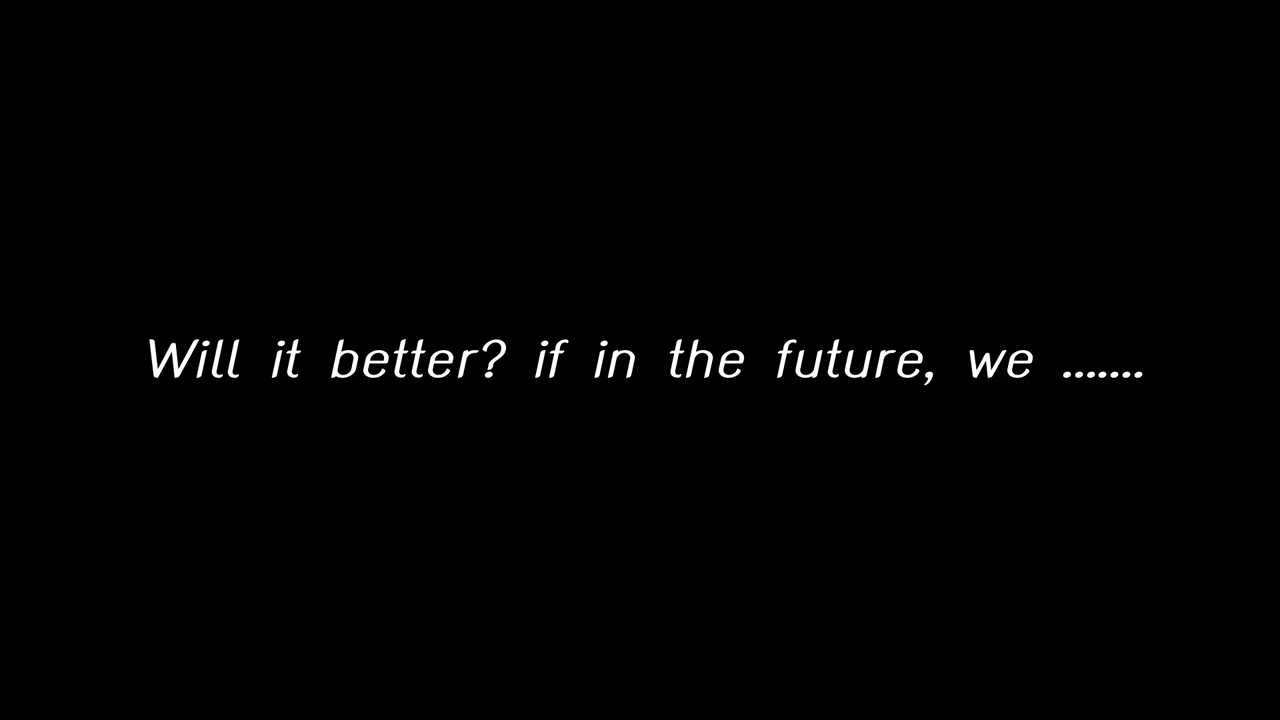 Will it better? if in the future, we .......